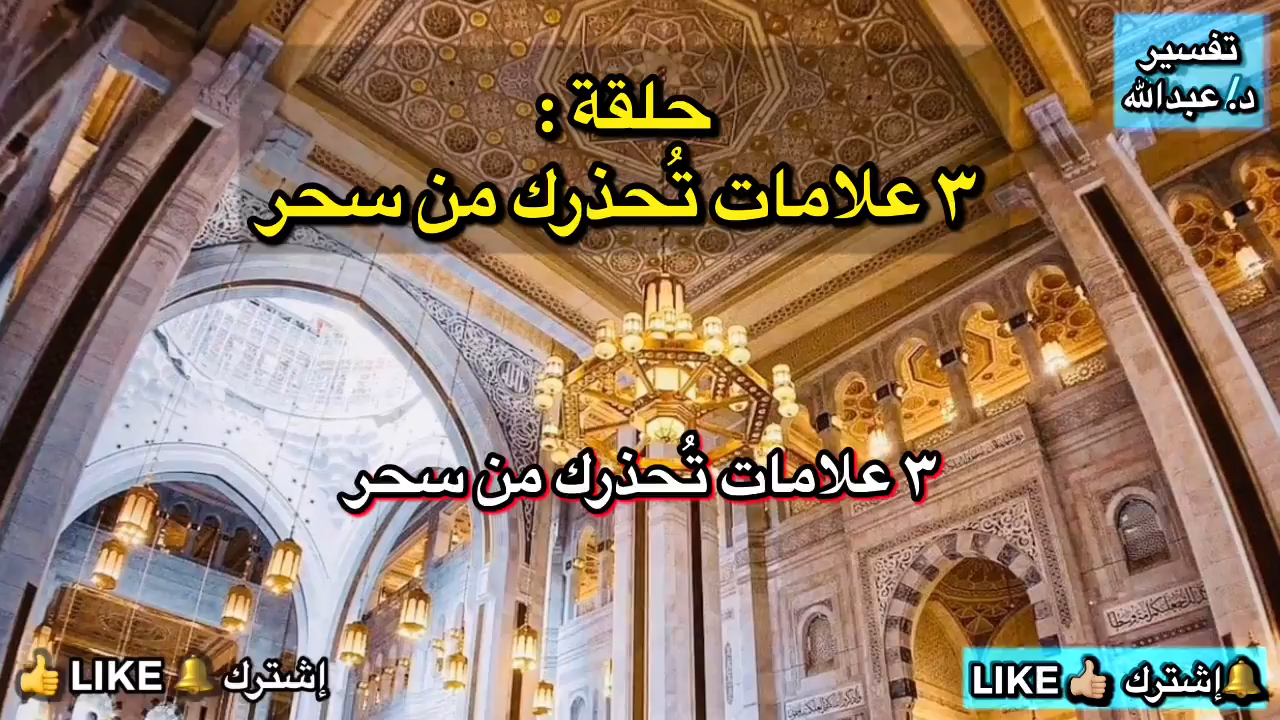 تفسير
د/ عبدالله
حلقة :
٣ علامات تُحذرك من سحر
٣ علامات تُحذرك من سحر
👍 LIKE 🔔 إشترك
LIKE👍 إشترك🔔